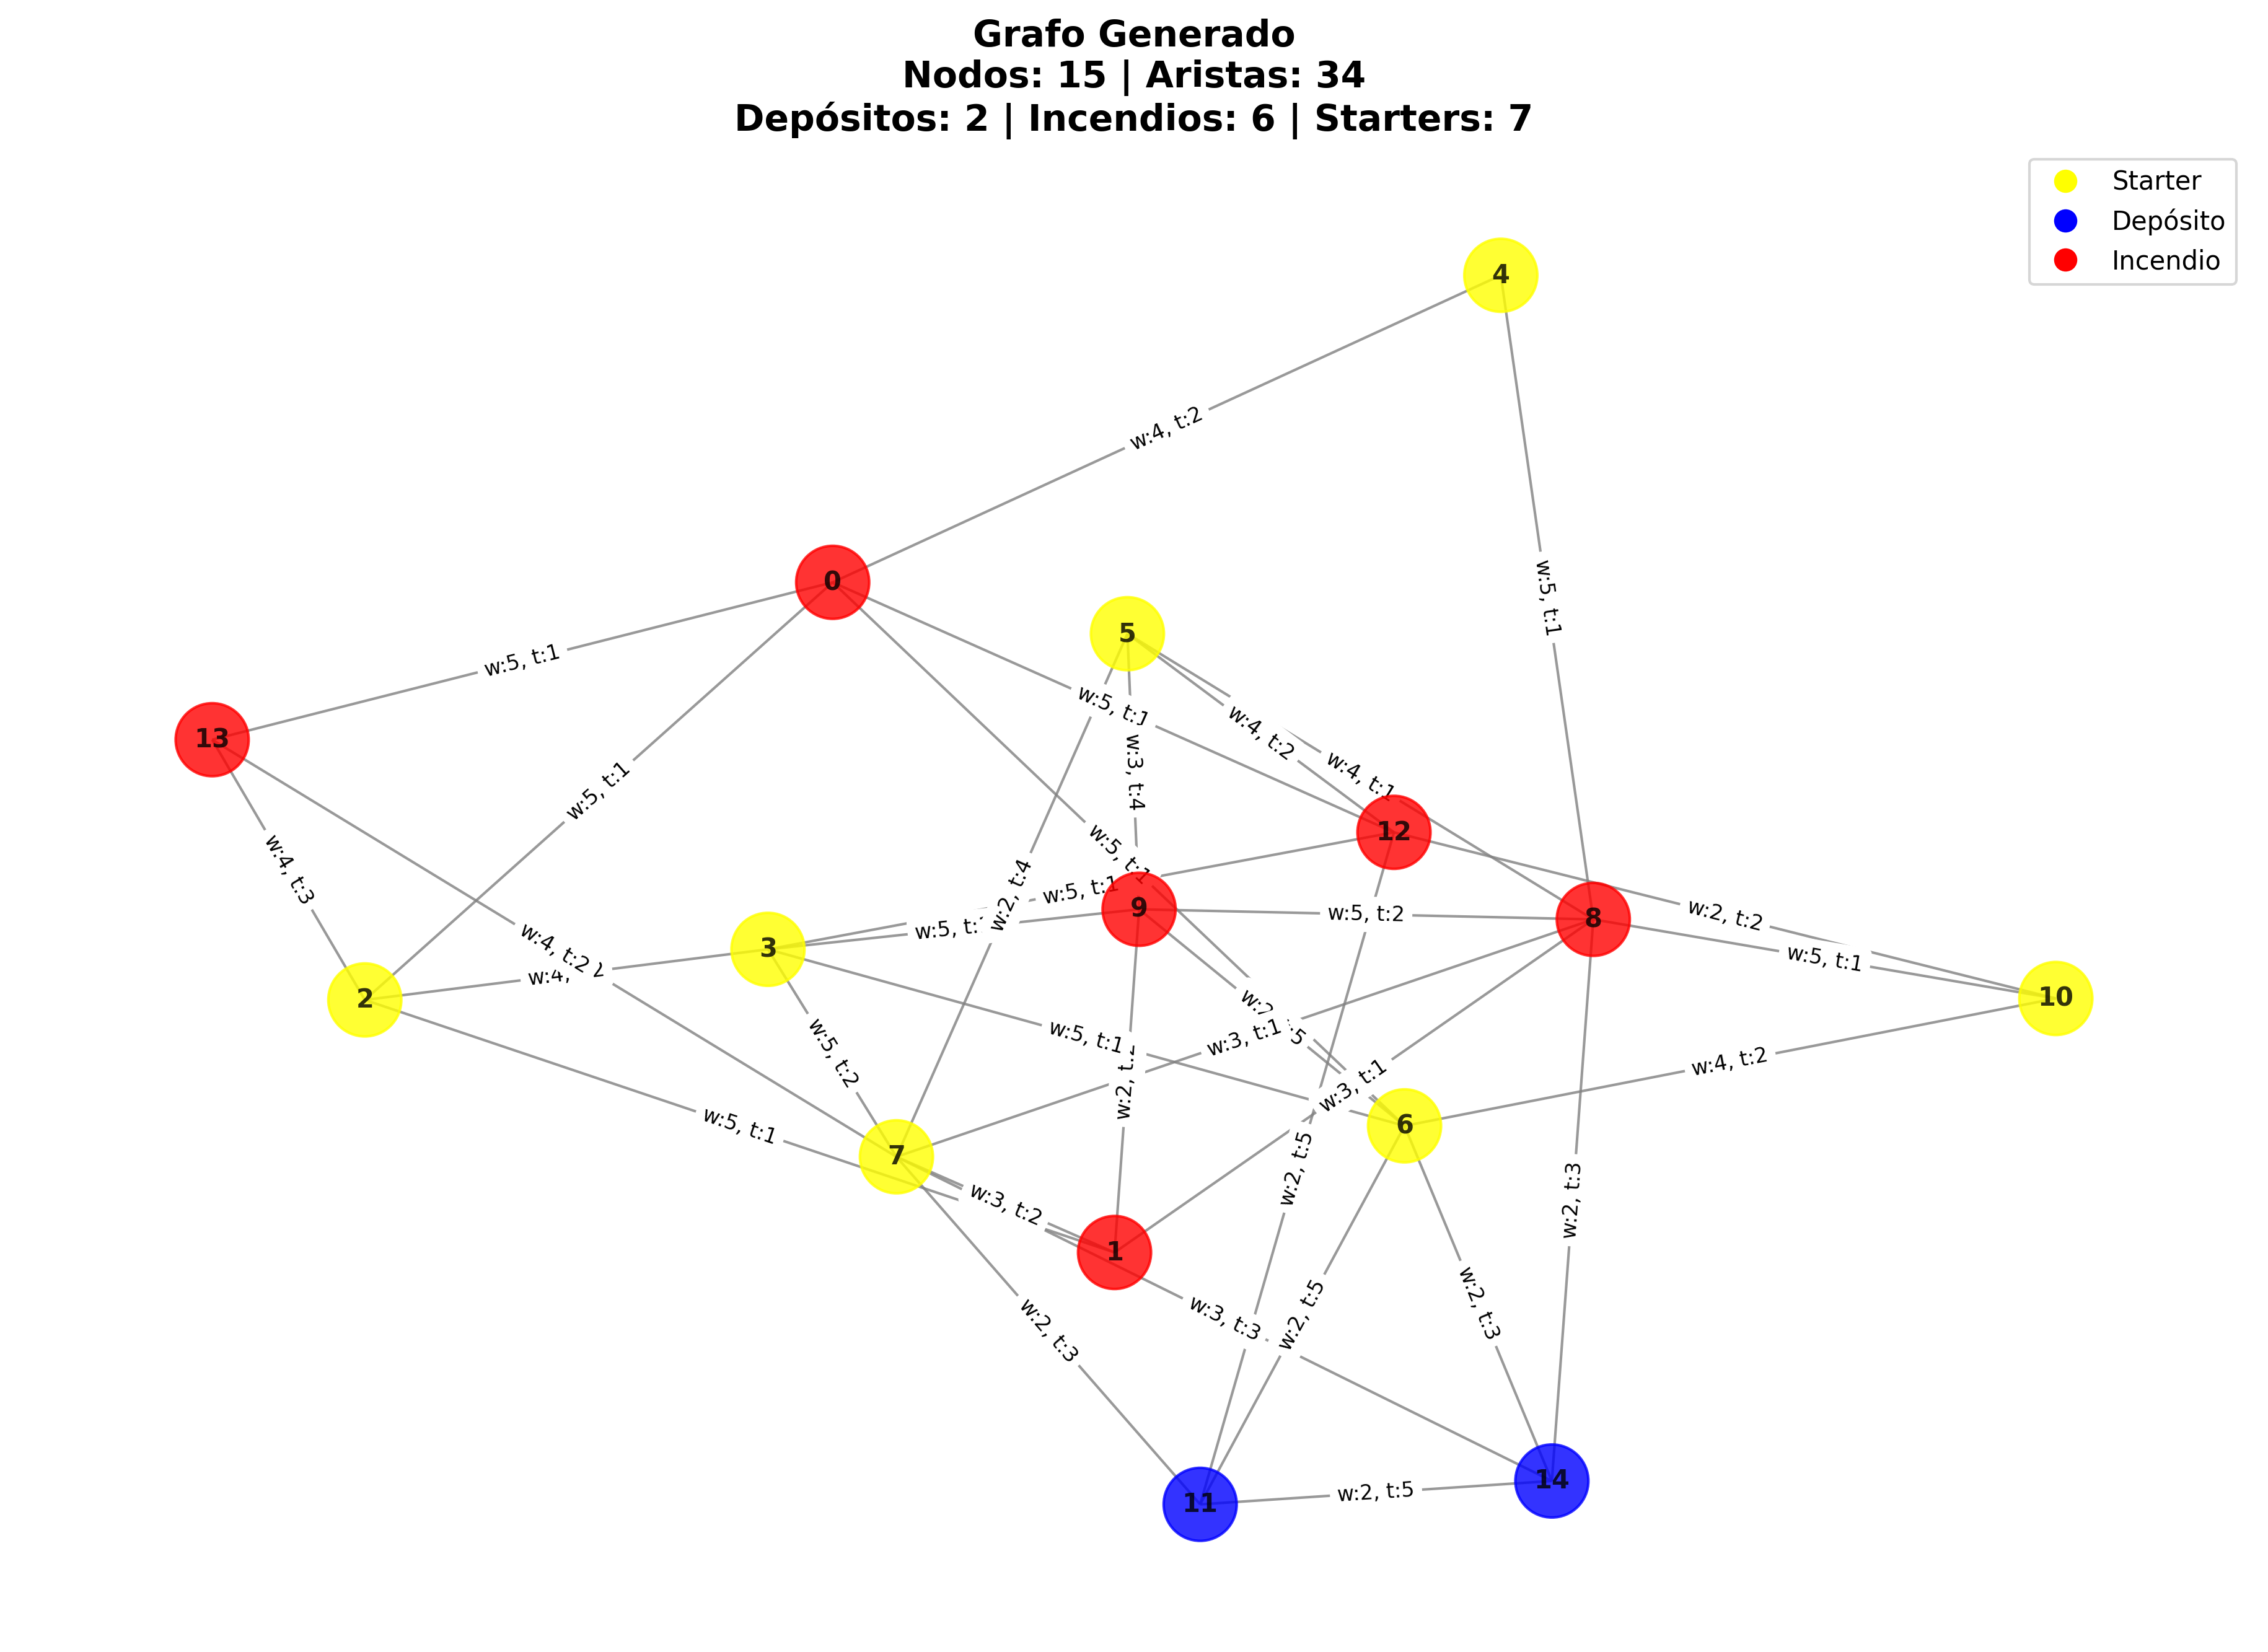 Grafo Generado
Nodos: 15 | Aristas: 34
Depósitos: 2 | Incendios: 6 | Starters: 7
Starter
Depósito
Incendio
4
w:4, t:2
w:5, t:1
0
5
w:5, t:1
w:5, t:1
w:4, t:2
13
w:3, t:4
w:4, t:1
w:5, t:1
12
w:5, t:1
w:4, t:3
w:2, t:4
w:5, t:1
9
w:5, t:2
8
w:2, t:2
w:5,
3
w:4, t:2
w:4,
w:5, t:1
2
10
w:2
w:5, t:1
w:3, t:1
w:5, t:2
w:4, t:2
w:2,
w:3, t:1
w:5, t:1
6
7
w:2, t:5
w:3, t:2
w:2, t:3
1
w:2, t:3
w:3, t:3
w:2, t:5
w:2, t:3
14
w:2, t:5
11